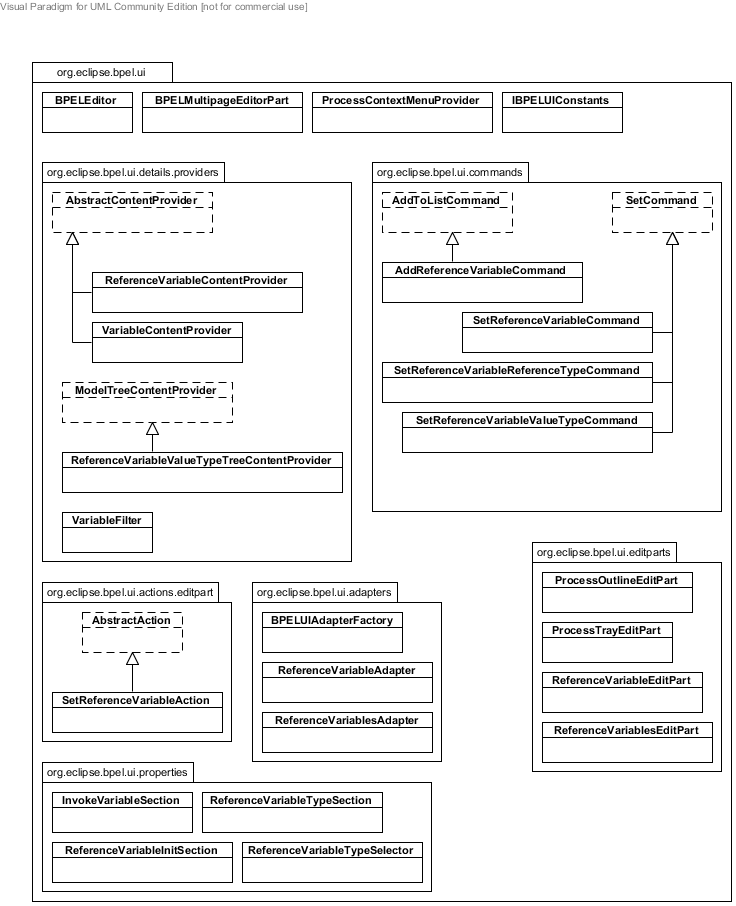 Visual Paradigm for UML Community Edition [not for commercial use]
org.eclipse.bpel.ui
BPELEditor
BPELMultipageEditorPart
ProcessContextMenuProvider
IBPELUIConstants
org.eclipse.bpel.ui.details.providers
AbstractContentProvider
ReferenceVariableContentProvider
VariableContentProvider
ModelTreeContentProvider
ReferenceVariableValueTypeTreeContentProvider
VariableFilter
org.eclipse.bpel.ui.commands
AddToListCommand
SetCommand
AddReferenceVariableCommand
SetReferenceVariableCommand
SetReferenceVariableReferenceTypeCommand
SetReferenceVariableValueTypeCommand
org.eclipse.bpel.ui.actions.editpart
AbstractAction
SetReferenceVariableAction
org.eclipse.bpel.ui.adapters
BPELUIAdapterFactory
ReferenceVariableAdapter
ReferenceVariablesAdapter
org.eclipse.bpel.ui.editparts
ProcessOutlineEditPart
ProcessTrayEditPart
ReferenceVariableEditPart
ReferenceVariablesEditPart
org.eclipse.bpel.ui.properties
InvokeVariableSection
ReferenceVariableTypeSection
ReferenceVariableInitSection
ReferenceVariableTypeSelector